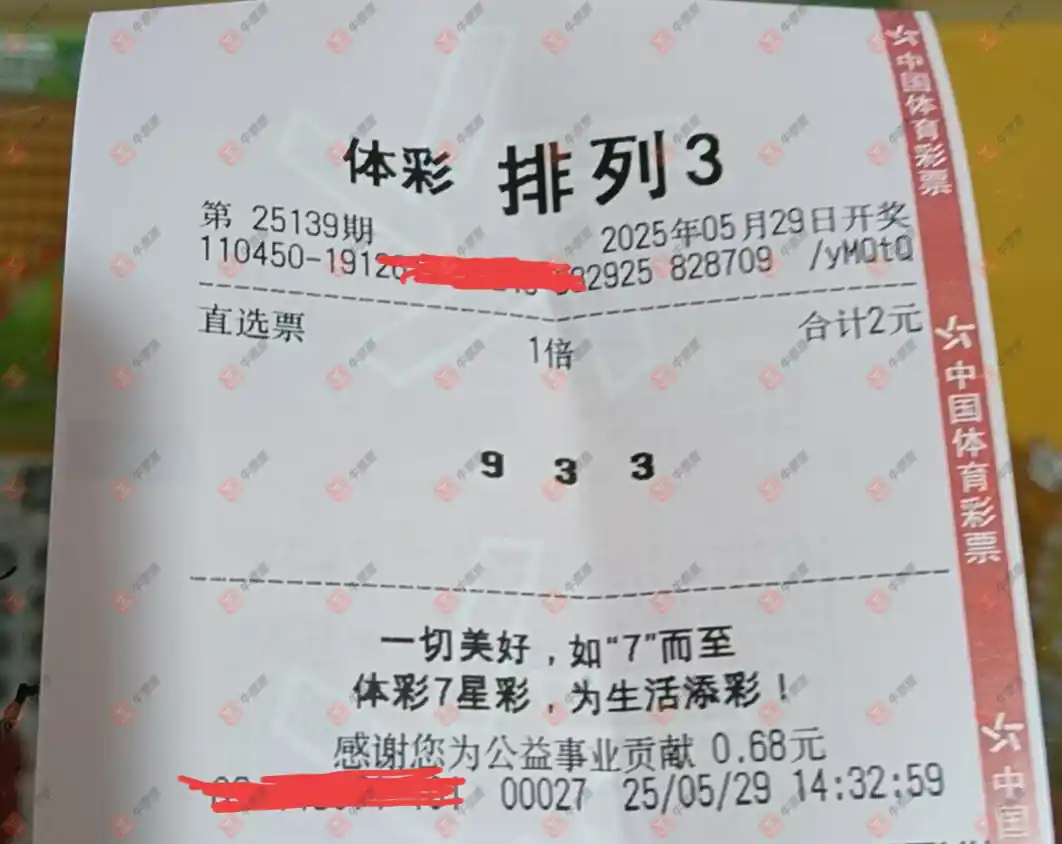 体彩 排列3
第 25139期 2025年05月29日开奖
110450-19126 32925 828709 /yMQtQ
直选票 1倍 合计2元
9 3 3
一切美好，如“7”而至
体彩7星彩，为生活添彩！
感谢您为公益事业贡献 0.68元
00027 25/05/29 14:32:59
中国体育彩票
中国体育彩票
中国